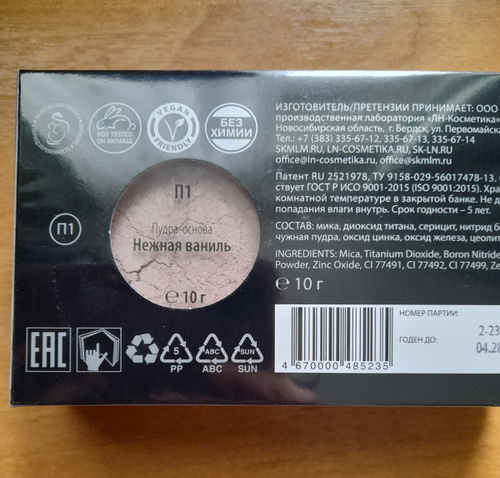 NOT TESTED
ON ANIMALS
VEGAN
FRIENDLY
БЕЗ
ХИМИИ
П1
П1
Пудра-основа
Нежная ваниль
℮ 10 г
EAC
5
PP
ABC
ABC
SUN
SUN
ИЗГОТОВИТЕЛЬ/ПРЕТЕНЗИИ ПРИНИМАЕТ: ООО
производственная лаборатория «ЛН-Косметика»
Новосибирская область, г. Бердск, ул. Первомайска
Тел.: +7 (383) 335-67-12, 335-67-13, 335-67-14
SKMLM.RU, LN-COSMETIKA.RU, SK-LN.RU
office@ln-cosmetika.ru, office@skmlm.ru
Патент RU 2521978, ТУ 9158-029-56017478-13.
ствует ГОСТ Р ИСО 9001-2015 (ISO 9001-2015). Хра
комнатной температуре в закрытой банке. Не д
попадания влаги внутрь. Срок годности – 5 лет.
СОСТАВ: мика, диоксид титана, серицит, нитрид б
чужная пудра, оксид цинка, оксид железа, цеолит
INGREDIENTS: Mica, Titanium Dioxide, Boron Nitride
Powder, Zinc Oxide, CI 77491, CI 77492, CI 77499, Ze
℮ 10 г
4 670000 485235
НОМЕР ПАРТИИ:
2-23
ГОДЕН ДО:
04.28